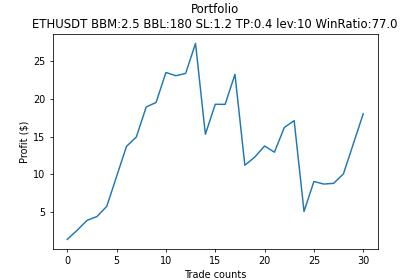 Portfolio
ETHUSDT BBM:2.5 BBL:180 SL:1.2 TP:0.4 lev:10 WinRatio:77.0
Profit ($)
25
20
15
10
5
0 5 10 15 20 25 30
Trade counts